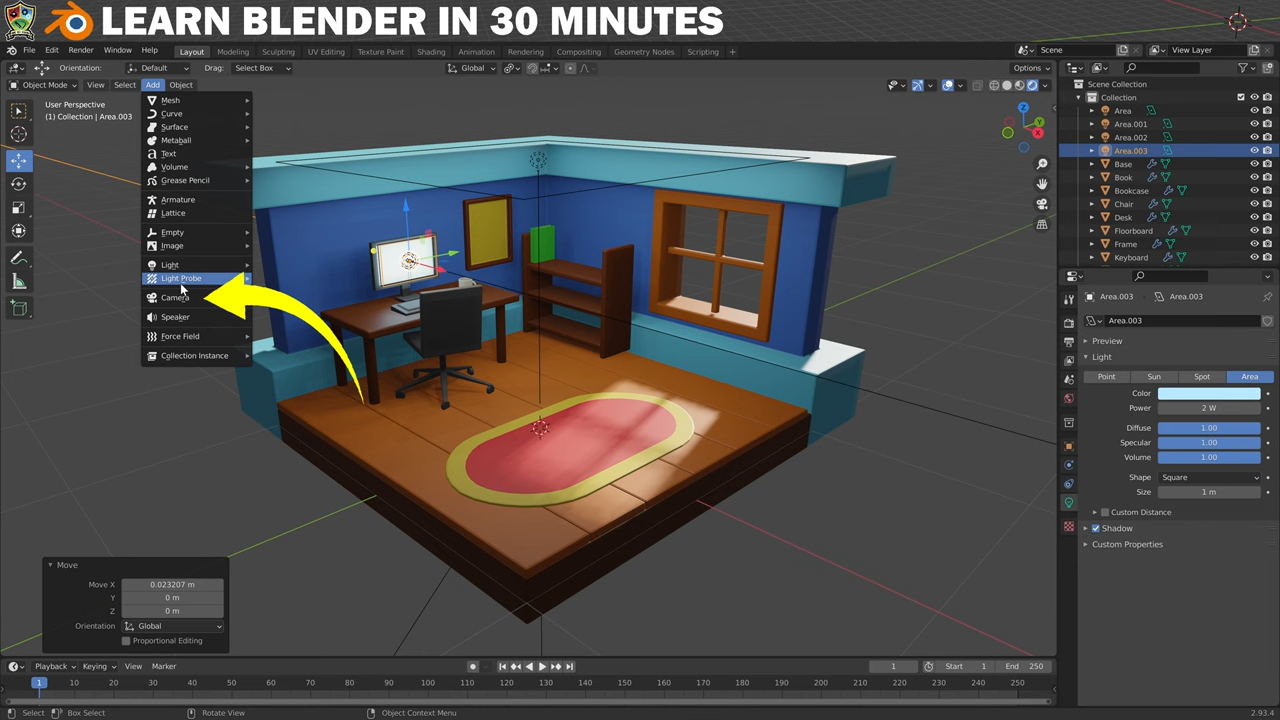 LEARN BLENDER IN 30 MINUTES
File Edit Render Window Help Layout Modeling Sculpting UV Editing Texture Paint Shading Animation Rendering Compositing Geometry Nodes Scripting + Scene View Layer
Orientation: Default Drag: Select Box Global Options
Object Mode View Select Add Object
User Perspective
(1) Collection | Area.003
Mesh
Curve
Surface
Metaball
Text
Volume
Grease Pencil
Armature
Lattice
Empty
Image
Light
Light Probe
Camera
Speaker
Force Field
Collection Instance
Z
Y
X
Scene Collection
Collection
Area
Area.001
Area.002
Area.003
Base
Book
Bookcase
Chair
Desk
Floorboard
Frame
Keyboard
Area.003 Area.003
Area.003
Preview
Light
Point Sun Spot Area
Color
Power 2 W
Diffuse 1.00
Specular 1.00
Volume 1.00
Shape Square
Size 1 m
Custom Distance
Shadow
Custom Properties
Move
Move X 0.023207 m
Y 0 m
Z 0 m
Orientation Global
Proportional Editing
Playback Keying View Marker 1 Start 1 End 250
1 10 20 30 40 50 60 70 80 90 100 110 120 130 140 150 160 170 180 190 200 210 220 230 240 250
Select Box Select Rotate View Object Context Menu 2.93.4